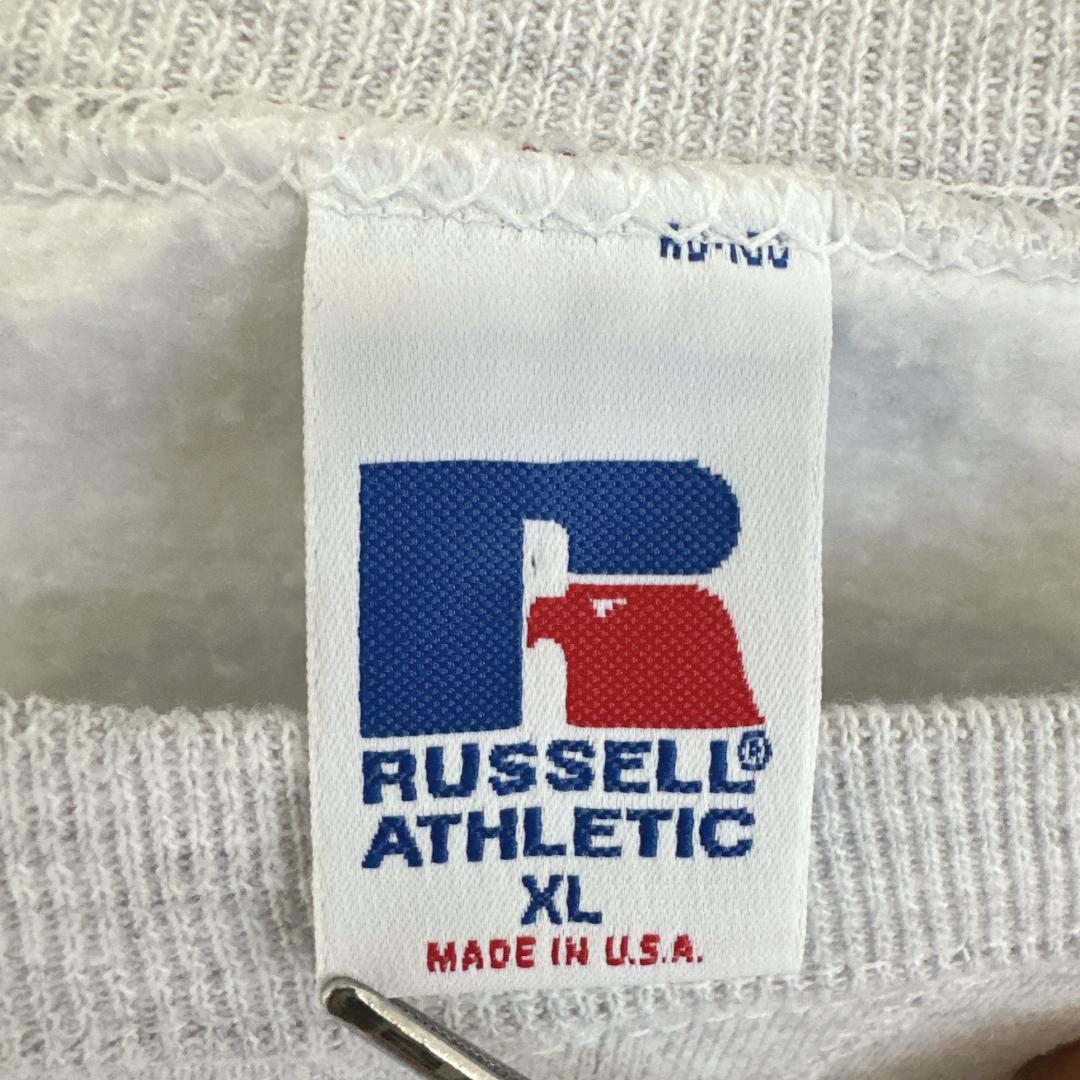 RUSSELL®
ATHLETIC
XL
MADE IN U.S.A.